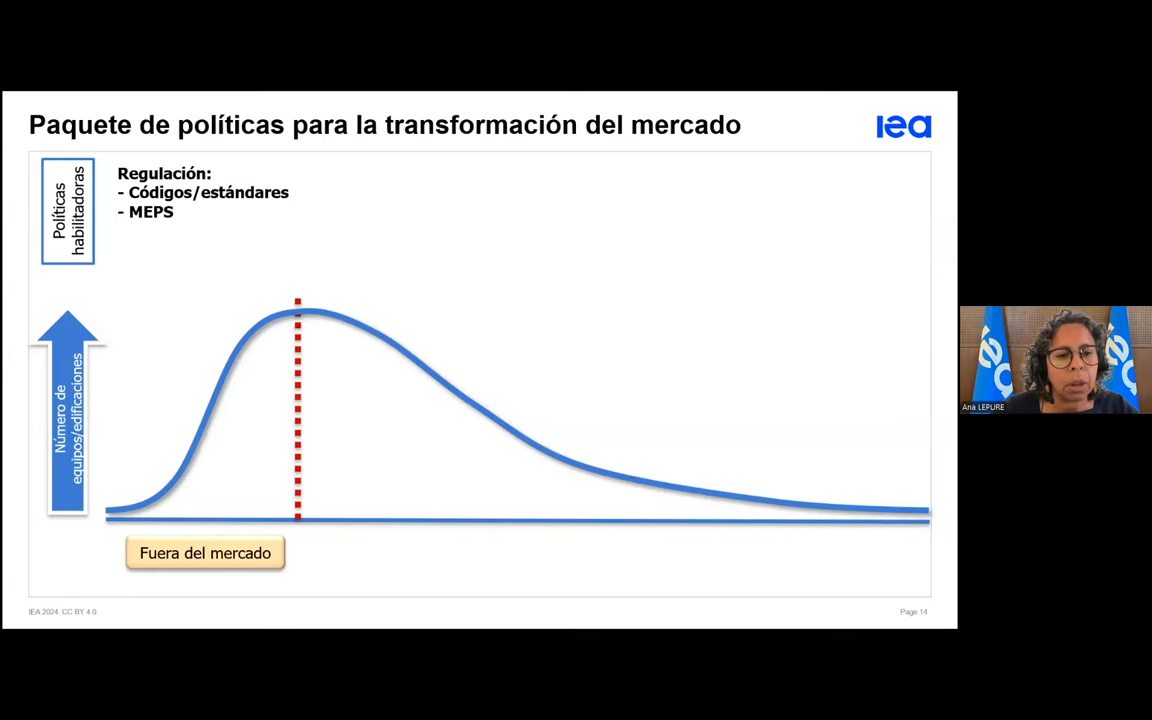 Paquete de políticas para la transformación del mercado
iea
Políticas
habilitadoras
Regulación:
- Códigos/estándares
- MEPS
Número de
equipos/edificaciones
Fuera del mercado
IEA 2024. CC BY 4.0.
Page 14
Ana LEPURE